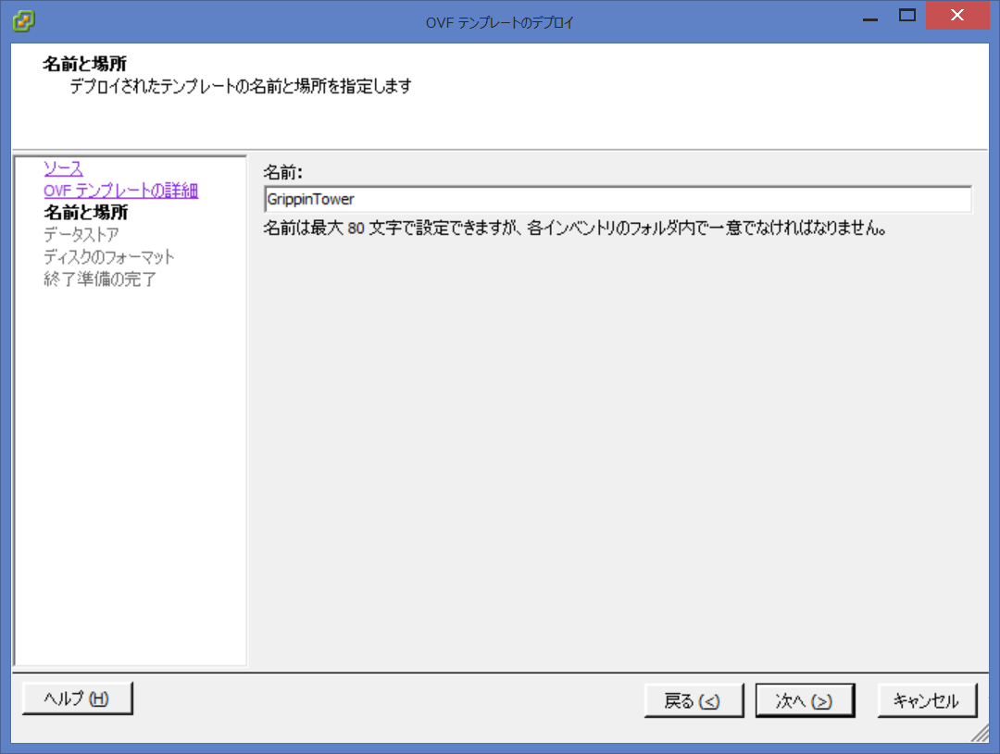 OVF テンプレートのデプロイ
名前と場所
デプロイされたテンプレートの名前と場所を指定します
ソース
OVF テンプレートの詳細
名前と場所
データストア
ディスクのフォーマット
終了準備の完了
名前:
GrippinTower
名前は最大 80 文字で設定できますが、各インベントリのフォルダ内で一意でなければなりません。
ヘルプ (H)
戻る (<)
次へ (>)
キャンセル